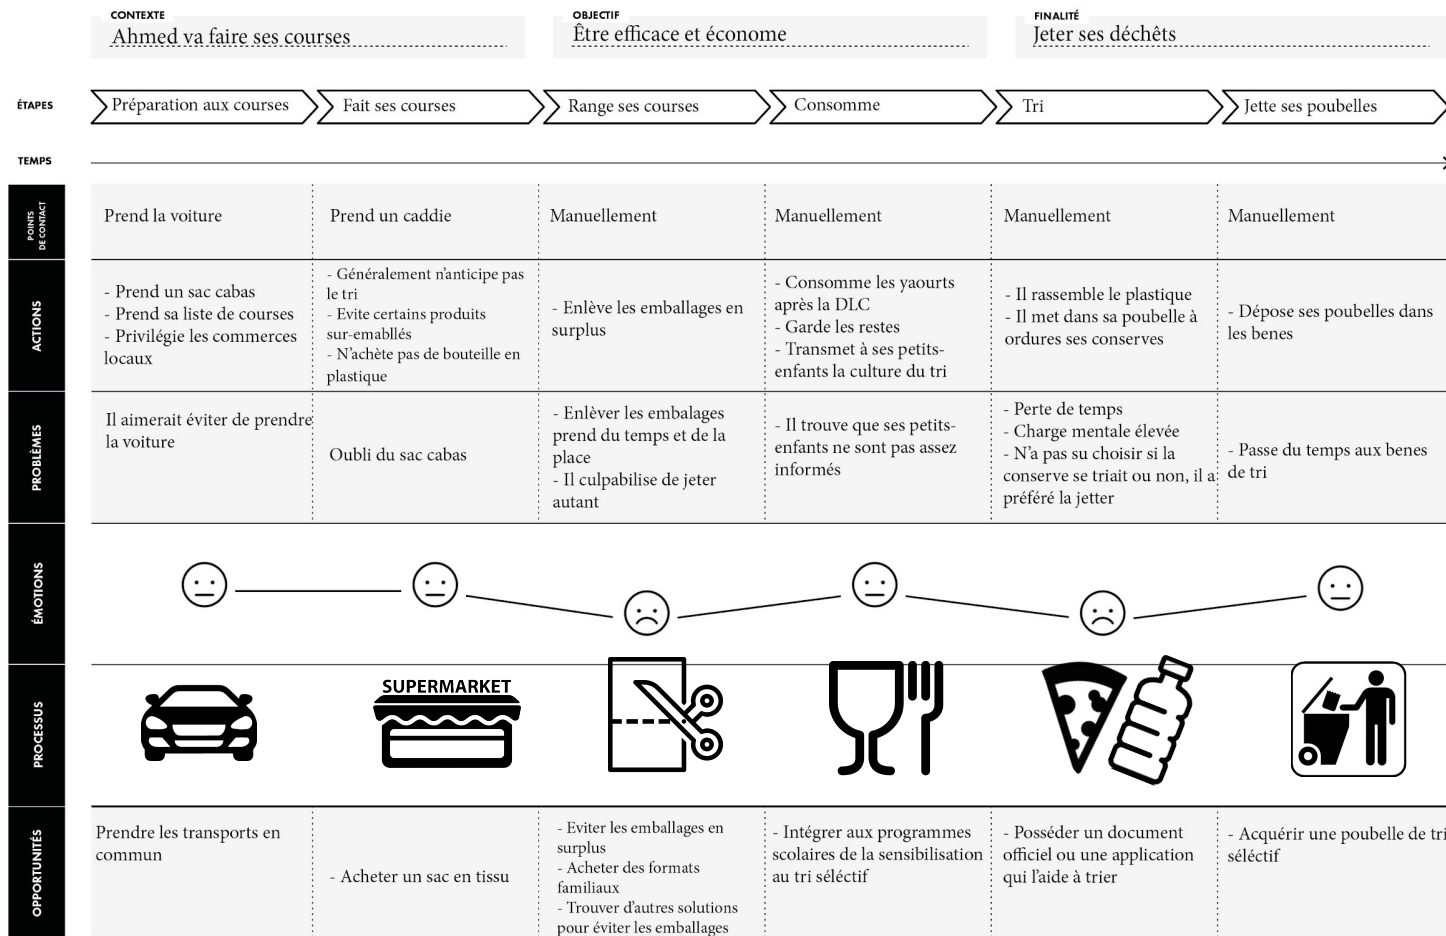 CONTEXTE
Ahmed va faire ses courses
OBJECTIF
Être efficace et économe
FINALITÉ
Jeter ses déchêts
ÉTAPES
Préparation aux courses
Fait ses courses
Range ses courses
Consomme
Tri
Jette ses poubelles
TEMPS
POINTS
DE CONTACT
Prend la voiture
Prend un caddie
Manuellement
Manuellement
Manuellement
Manuellement
ACTIONS
- Prend un sac cabas
- Prend sa liste de courses
- Privilégie les commerces
locaux
- Généralement n'anticipe pas
le tri
- Evite certains produits
sur-emabllés
- N'achète pas de bouteille en
plastique
- Enlève les emballages en
surplus
- Consomme les yaourts
après la DLC
- Garde les restes
- Transmet à ses petits-
enfants la culture du tri
- Il rassemble le plastique
- Il met dans sa poubelle à
ordures ses conserves
- Dépose ses poubelles dans
les benes
PROBLÈMES
Il aimerait éviter de prendre
la voiture
Oubli du sac cabas
- Enlèver les embalages
prend du temps et de la
place
- Il culpabilise de jeter
autant
- Il trouve que ses petits-
enfants ne sont pas assez
informés
- Perte de temps
- Charge mentale élevée
- N'a pas su choisir si la
conserve se triait ou non, il a
préféré la jetter
- Passe du temps aux benes
de tri
ÉMOTIONS
PROCESSUS
SUPERMARKET
OPPORTUNITÉS
Prendre les transports en
commun
- Acheter un sac en tissu
- Eviter les emballages en
surplus
- Acheter des formats
familiaux
- Trouver d'autres solutions
pour éviter les emballages
- Intégrer aux programmes
scolaires de la sensibilisation
au tri séléctif
- Posséder un document
officiel ou une application
qui l'aide à trier
- Acquérir une poubelle de tri
séléctif